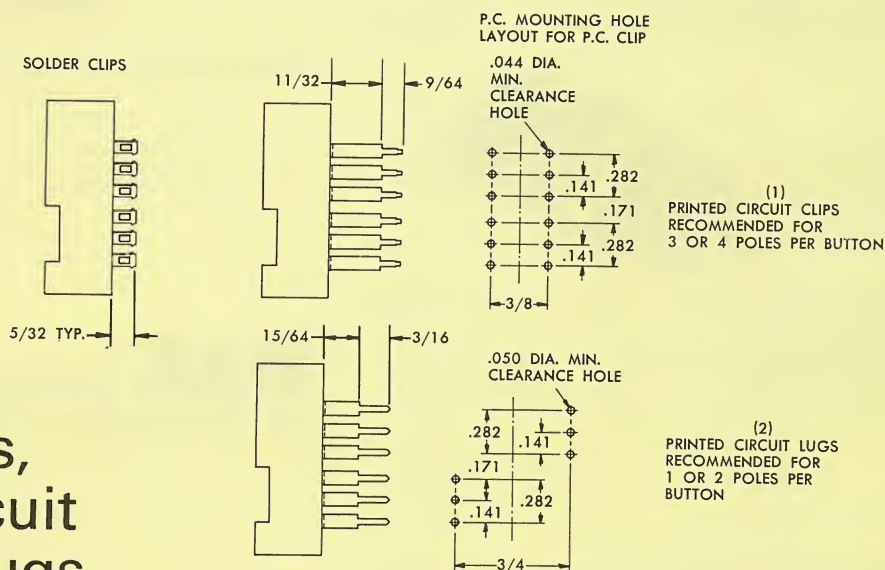 SOLDER CLIPS
5/32 TYP.
11/32
9/64
P.C. MOUNTING HOLE
LAYOUT FOR P.C. CLIP
.044 DIA.
MIN.
CLEARANCE
HOLE
.282
.141
.171
.282
.141
3/8
(1)
PRINTED CIRCUIT CLIPS
RECOMMENDED FOR
3 OR 4 POLES PER BUTTON
15/64
3/16
.050 DIA. MIN.
CLEARANCE HOLE
.282
.141
.171
.282
.141
3/4
(2)
PRINTED CIRCUIT LUGS
RECOMMENDED FOR
1 OR 2 POLES PER
BUTTON